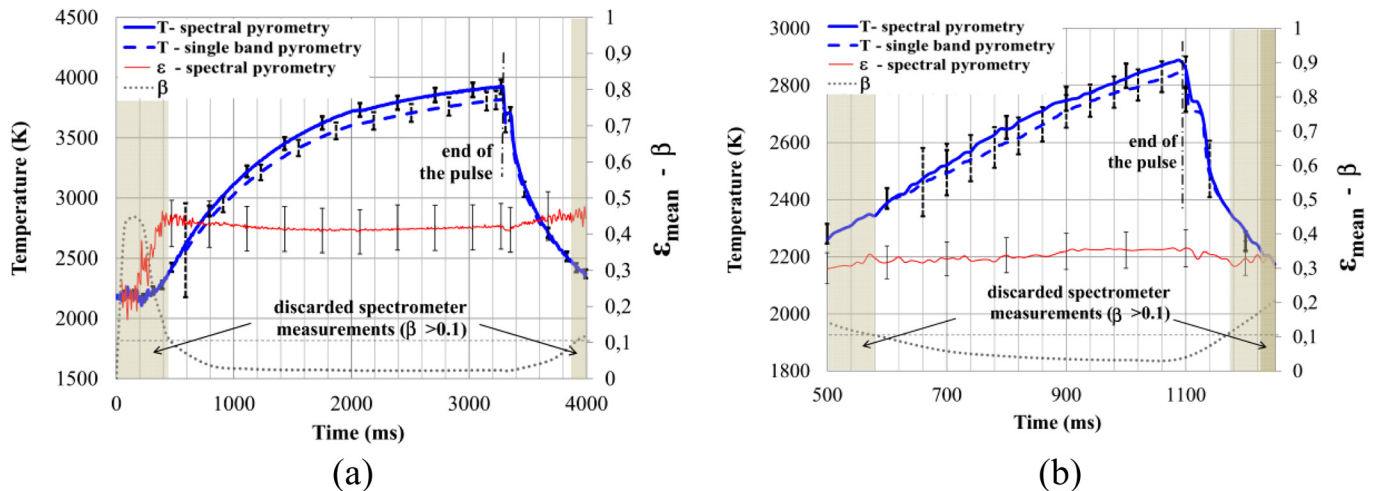 T- spectral pyrometry
T - single band pyrometry
ε - spectral pyrometry
β
4500
4000
3500
3000
2500
2000
1500
Temperature (K)
1
0,9
0,8
0,7
0,6
0,5
0,4
0,3
0,2
0,1
0
εmean - β
end of
the pulse
discarded spectrometer
measurements (β >0.1)
0 1000 2000 3000 4000
Time (ms)
(a)
T - spectral pyrometry
T - single band pyrometry
ε - spectral pyrometry
β
3000
2800
2600
2400
2200
2000
1800
Temperature (K)
1
0,9
0,8
0,7
0,6
0,5
0,4
0,3
0,2
0,1
0
εmean - β
end of
the pulse
discarded spectrometer
measurements (β >0.1)
500 700 900 1100
Time (ms)
(b)